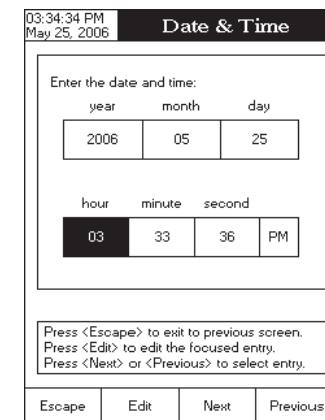 03:34:34 PM
May 25, 2006
Date & Time
Enter the date and time:
year month day
2006 05 25
hour minute second
03 33 36 PM
Press <Escape> to exit to previous screen.
Press <Edit> to edit the focused entry.
Press <Next> or <Previous> to select entry.
Escape Edit Next Previous